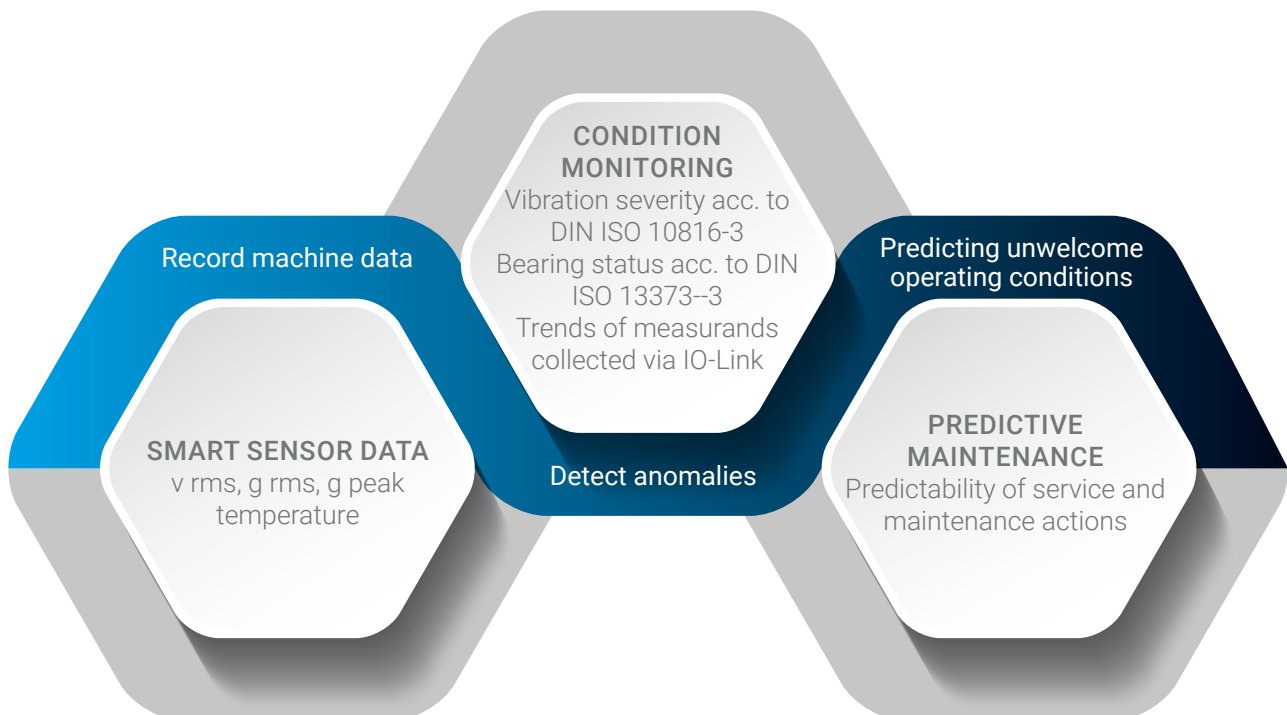 Record machine data
SMART SENSOR DATA
v rms, g rms, g peak
temperature
CONDITION
MONITORING
Vibration severity acc. to
DIN ISO 10816-3
Bearing status acc. to DIN
ISO 13373--3
Trends of measurands
collected via IO-Link
Detect anomalies
Predicting unwelcome
operating conditions
PREDICTIVE
MAINTENANCE
Predictability of service and
maintenance actions